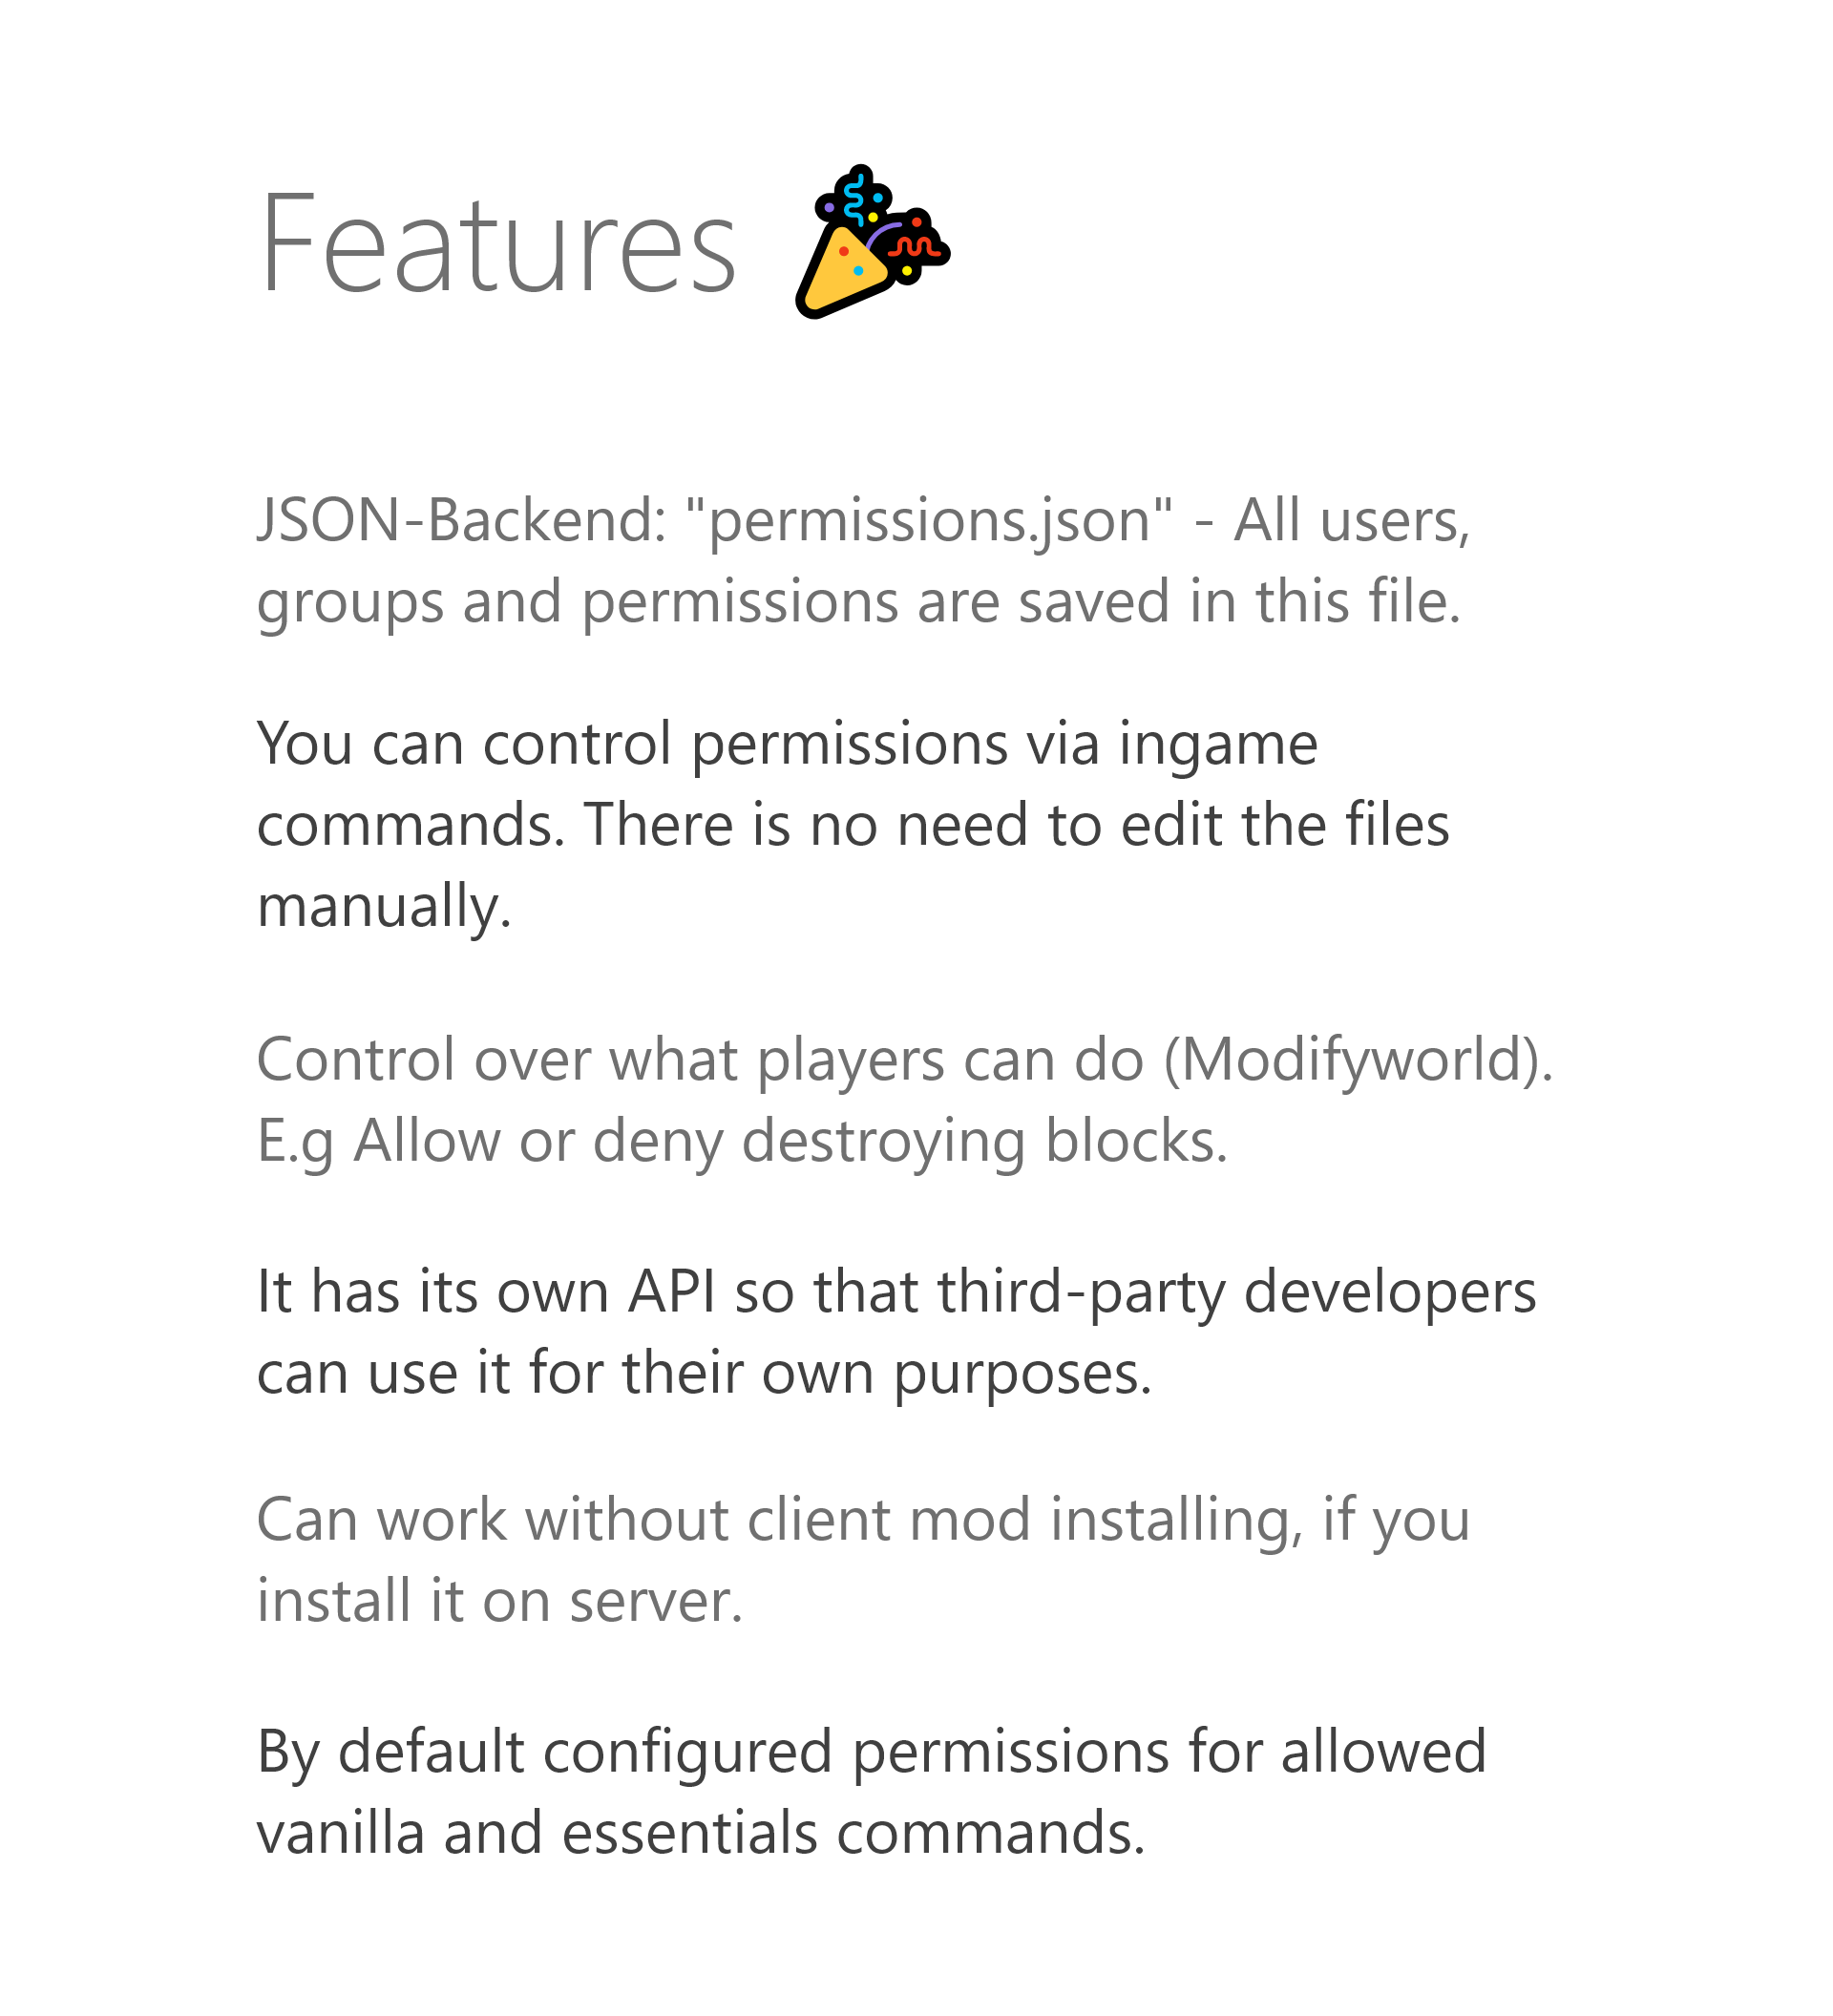 Features
JSON-Backend: "permissions.json" - All users,
groups and permissions are saved in this file.
You can control permissions via ingame
commands. There is no need to edit the files
manually.
Control over what players can do (Modifyworld).
E.g Allow or deny destroying blocks.
It has its own API so that third-party developers
can use it for their own purposes.
Can work without client mod installing, if you
install it on server.
By default configured permissions for allowed
vanilla and essentials commands.